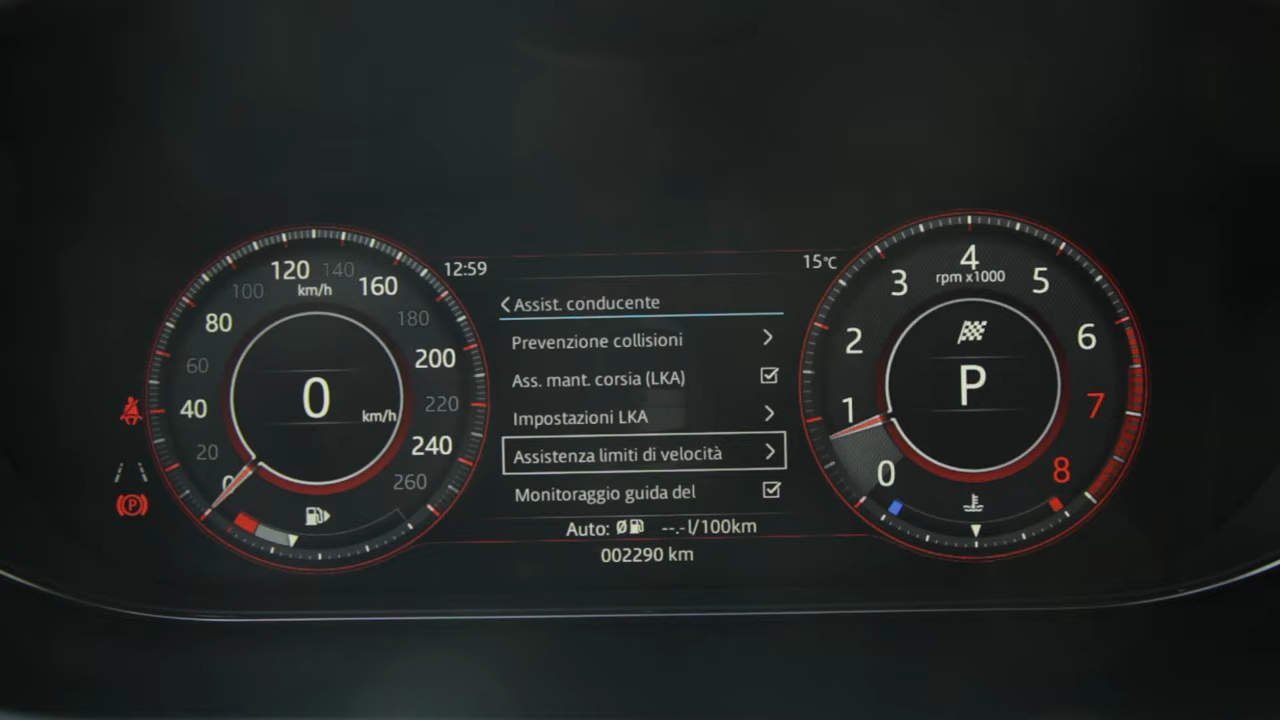 12:59
15°C
Assist. conducente
Prevenzione collisioni
Ass. mant. corsia (LKA)
Impostazioni LKA
Assistenza limiti di velocità
Monitoraggio guida del
Auto: Ø --.-l/100km
002290 km
0
20
40
60
80
100
120
140
160
180
200
220
240
260
km/h
0
km/h
P
0
1
2
3
4
5
6
7
8
rpm x1000
P